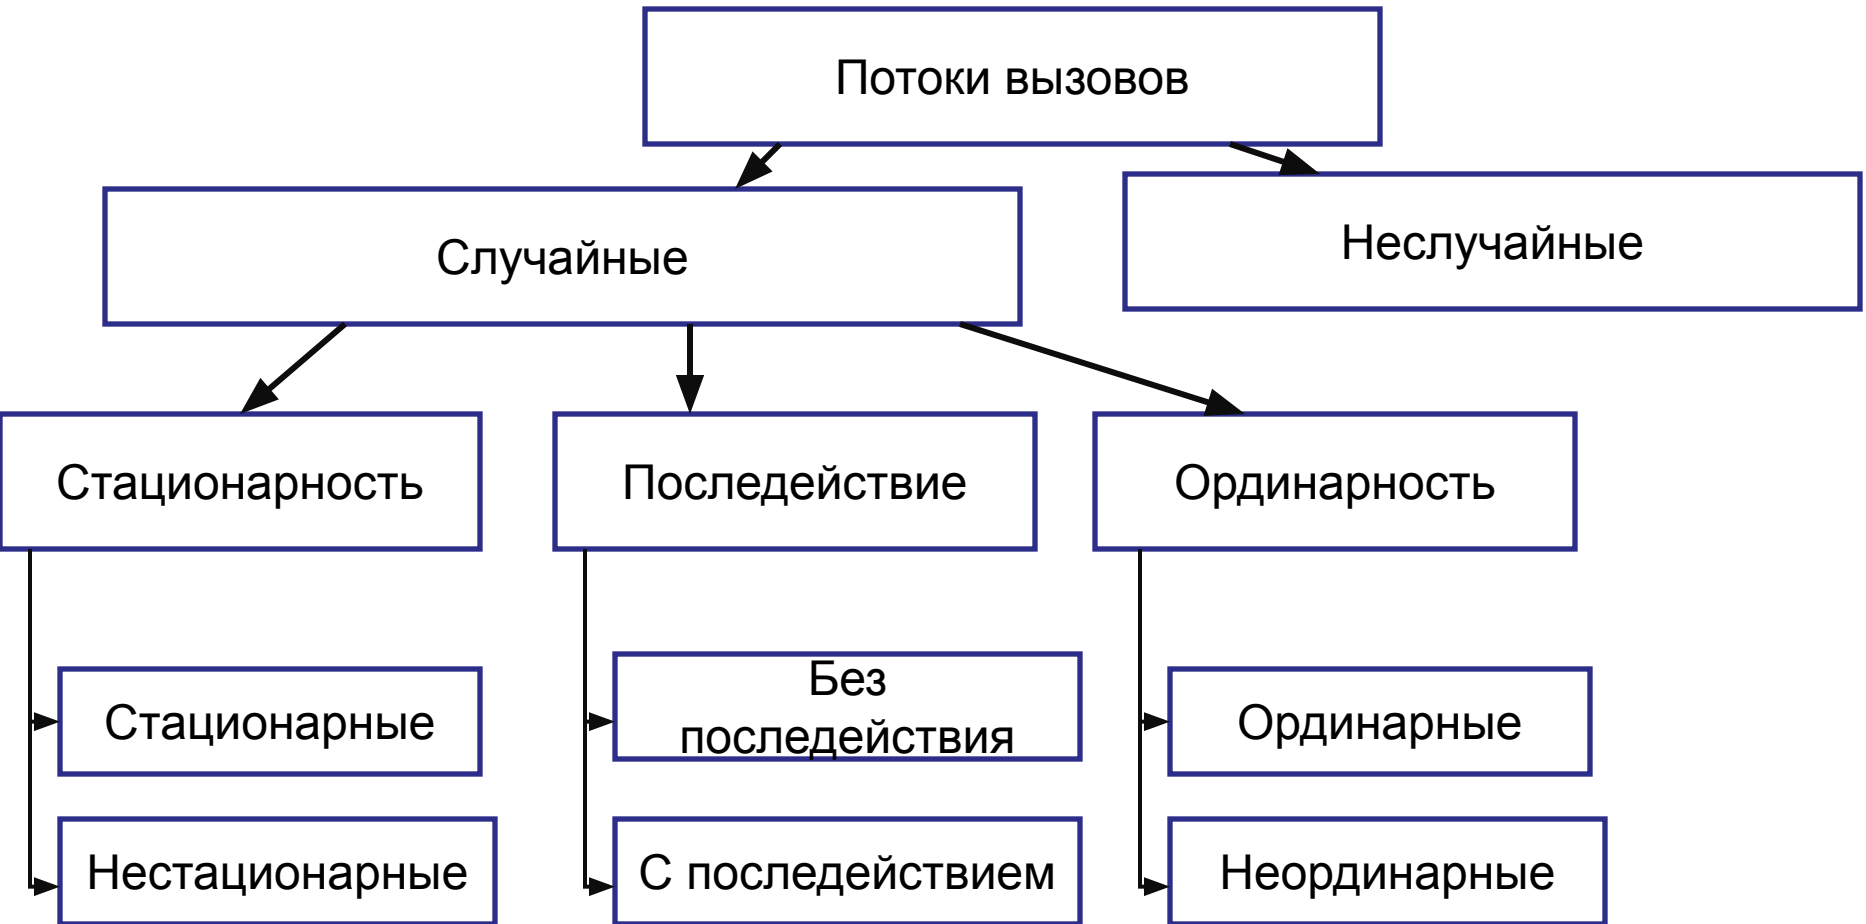 Потоки вызовов
Случайные
Неслучайные
Стационарность
Последействие
Ординарность
Стационарные
Без
последействия
Ординарные
Нестационарные
С последействием
Неординарные